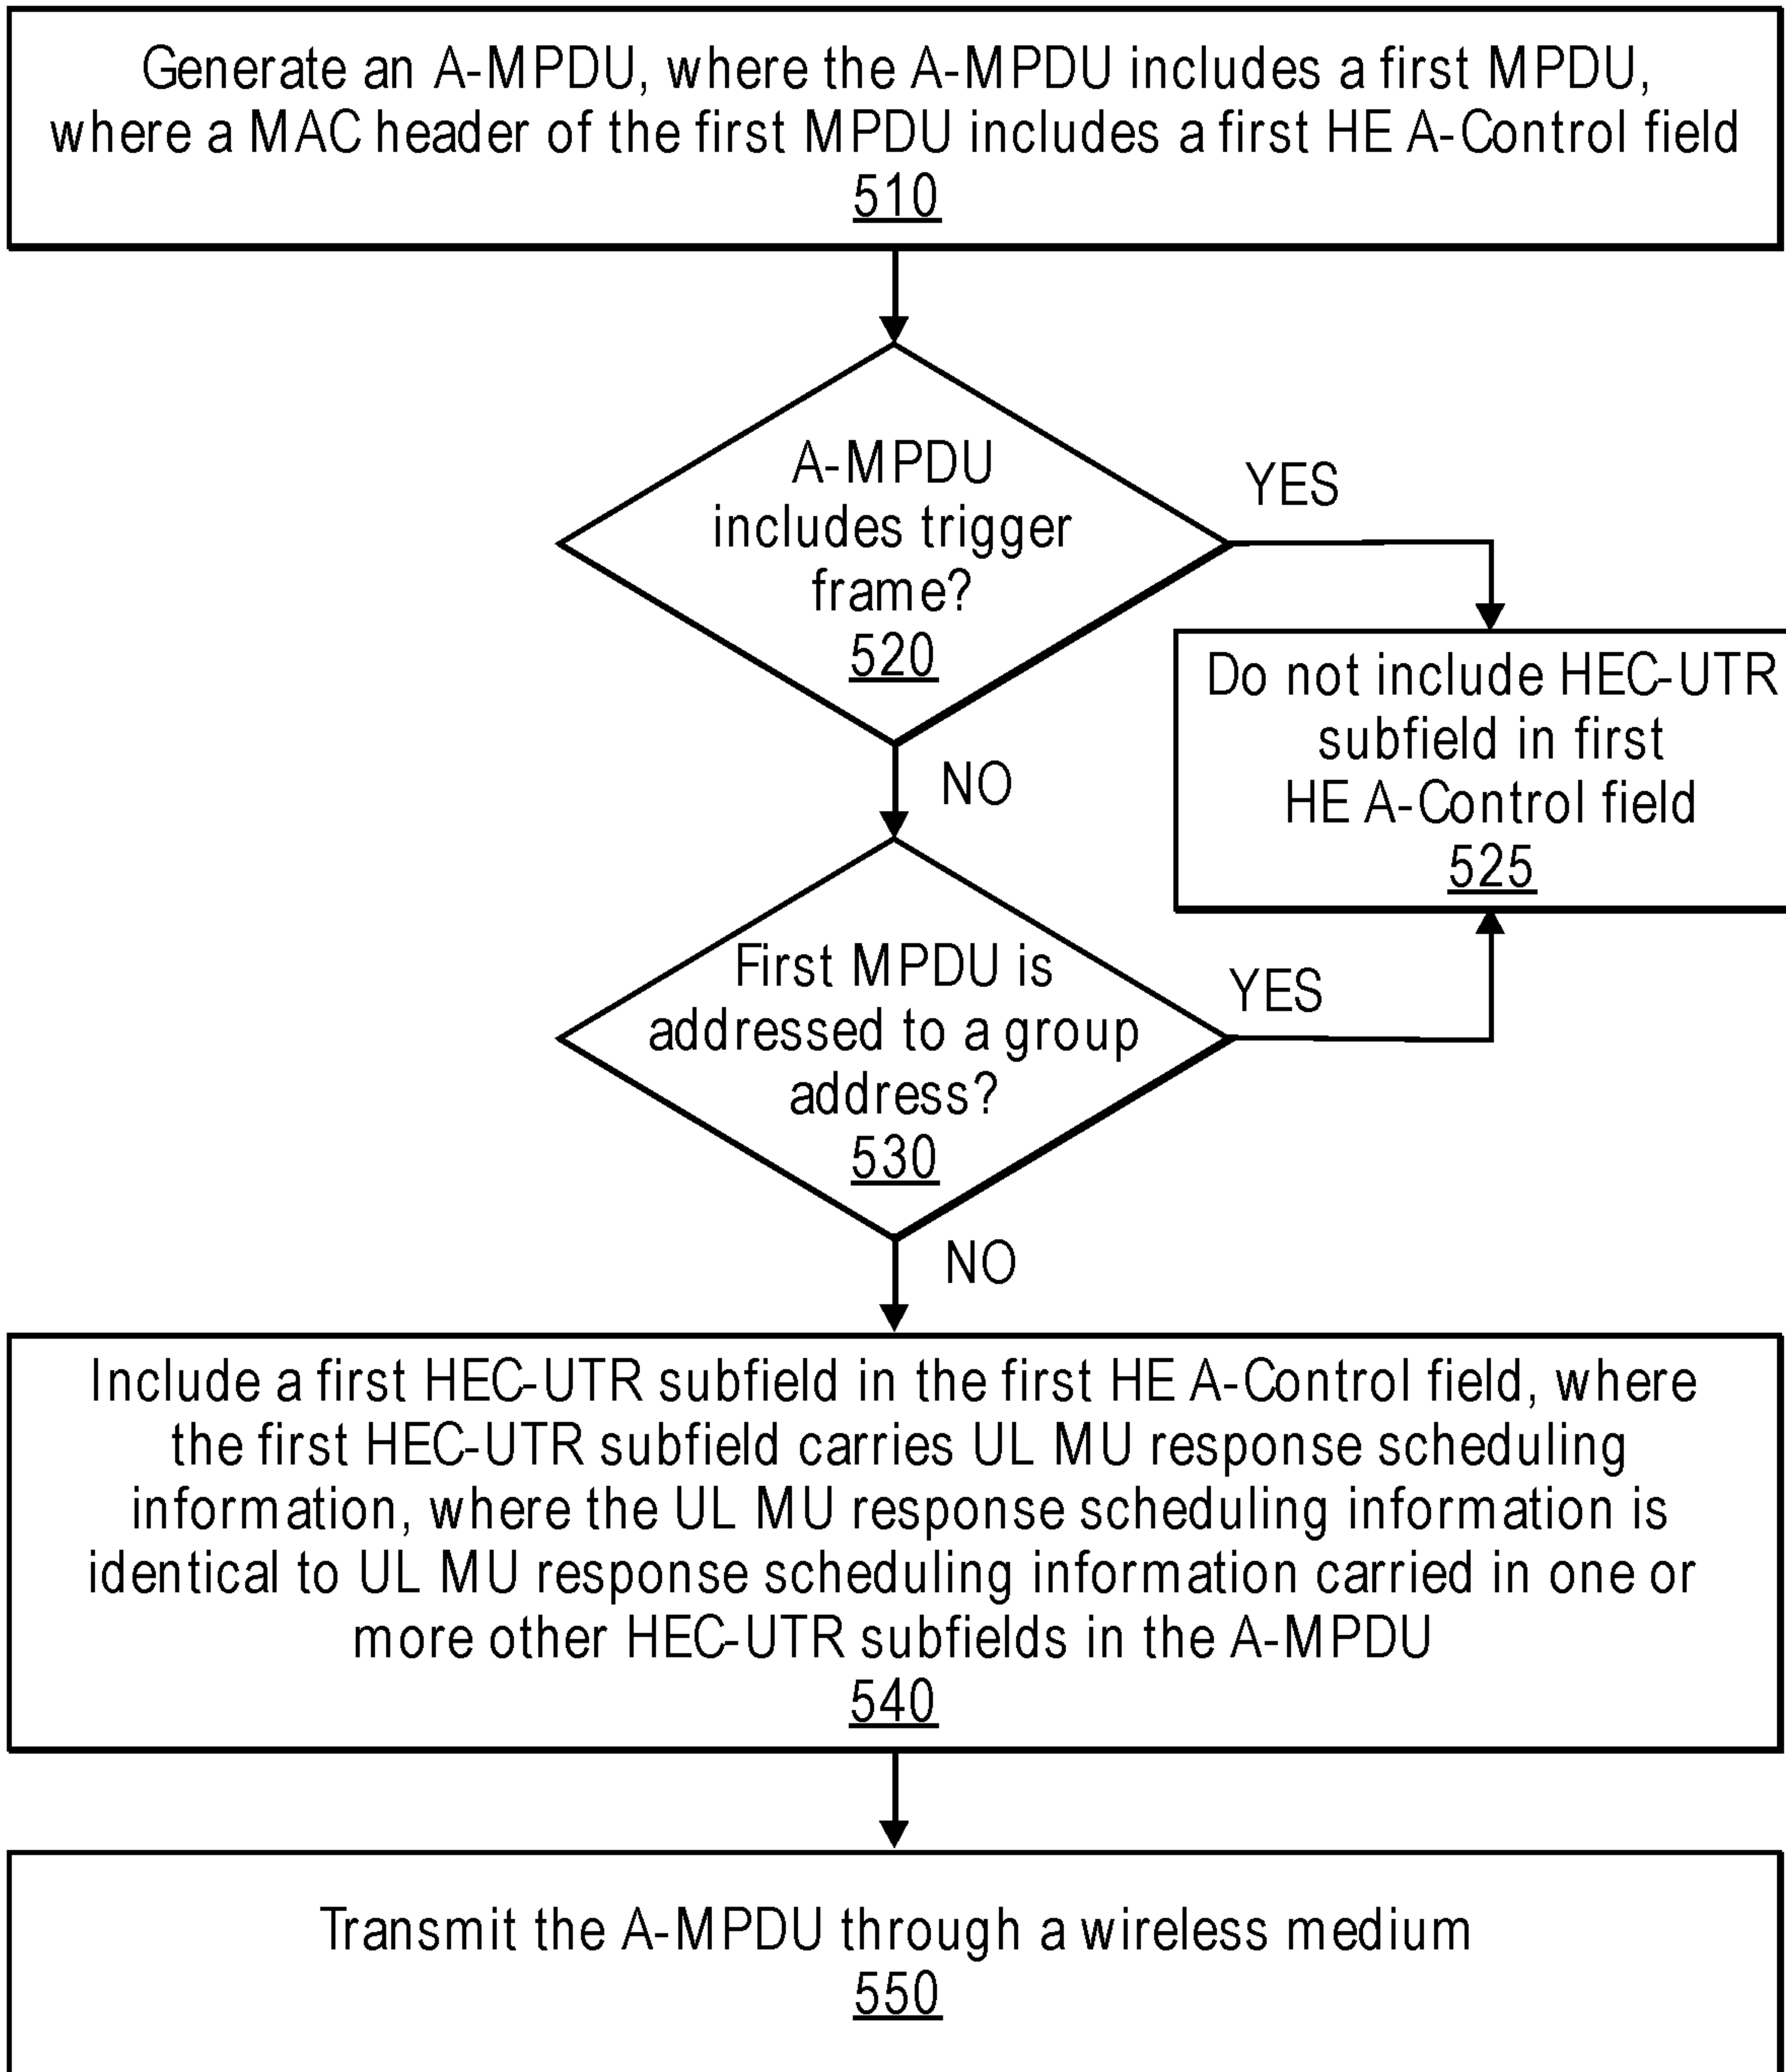 Generate an A-MPDU, where the A-MPDU includes a first MPDU,
where a MAC header of the first MPDU includes a first HE A-Control field
510
A-MPDU
includes trigger
frame?
520
YES
Do not include HEC-UTR
subfield in first
HE A-Control field
525
NO
First MPDU is
addressed to a group
address?
530
YES
NO
Include a first HEC-UTR subfield in the first HE A-Control field, where
the first HEC-UTR subfield carries UL MU response scheduling
information, where the UL MU response scheduling information is
identical to UL MU response scheduling information carried in one or
more other HEC-UTR subfields in the A-MPDU
540
Transmit the A-MPDU through a wireless medium
550